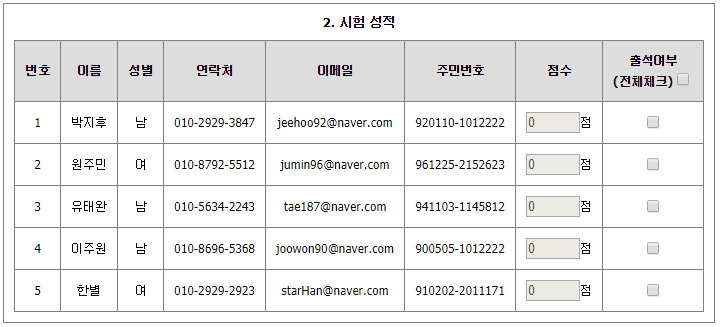 2. 시험 성적
번호 이름 성별 연락처 이메일 주민번호 점수 출석여부
(전체체크)
1 박지후 남 010-2929-3847 jeehoo92@naver.com 920110-1012222 0 점
2 원주민 여 010-8792-5512 jumin96@naver.com 961225-2152623 0 점
3 유태완 남 010-5634-2243 tae187@naver.com 941103-1145812 0 점
4 이주원 남 010-8696-5368 joowon90@naver.com 900505-1012222 0 점
5 한별 여 010-2929-2923 starHan@naver.com 910202-2011171 0 점